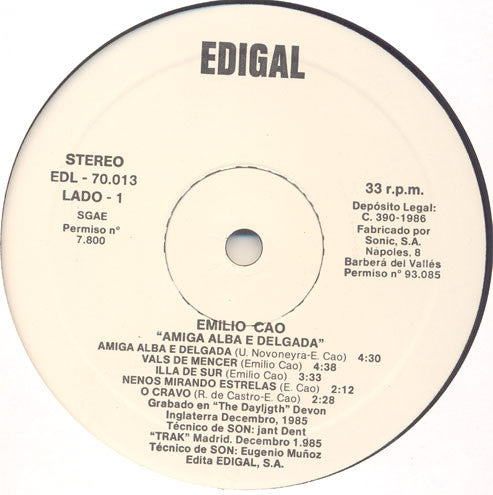 EDIGAL
STEREO
EDL - 70.013
LADO - 1
SGAE
Permiso nº
7.800
33 r.p.m.
Depósito Legal:
C. 390-1986
Fabricado por
Sonic, S.A.
Napoles, 8
Barberá del Vallés
Permiso nº 93.085
EMILIO CAO
"AMIGA ALBA E DELGADA"
AMIGA ALBA E DELGADA (U. Novoneyra-E. Cao) 4:30
VALS DE MENCER (Emilio Cao) 4:38
ILLA DE SUR (Emilio Cao) 3:33
NENOS MIRANDO ESTRELAS (E. Cao) 2:12
O CRAVO (R. de Castro-E. Cao) 2:28
Grabado en "The Dayljgth" Devon
Inglaterra Decembro, 1985
Técnico de SON: jant Dent
"TRAK" Madrid. Decembro 1.985
Técnico de SON: Eugenio Muñoz
Edita EDIGAL, S.A.